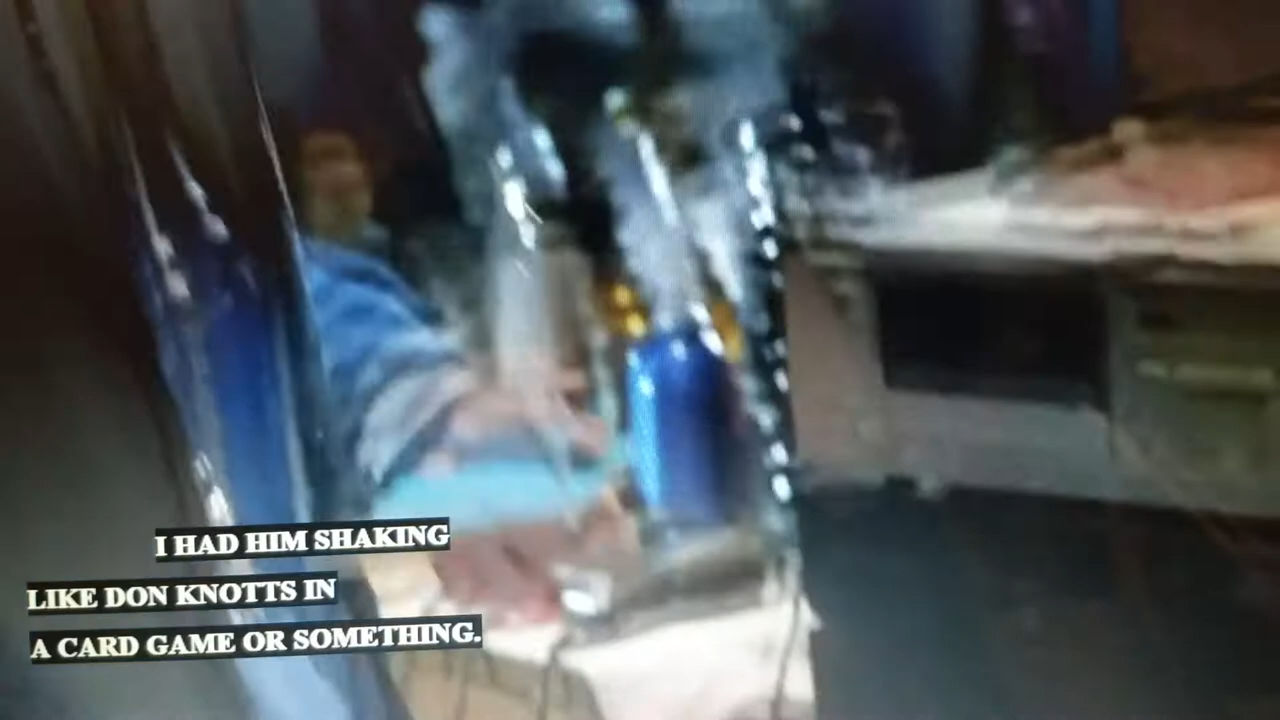 I HAD HIM SHAKING
LIKE DON KNOTTS IN
A CARD GAME OR SOMETHING.